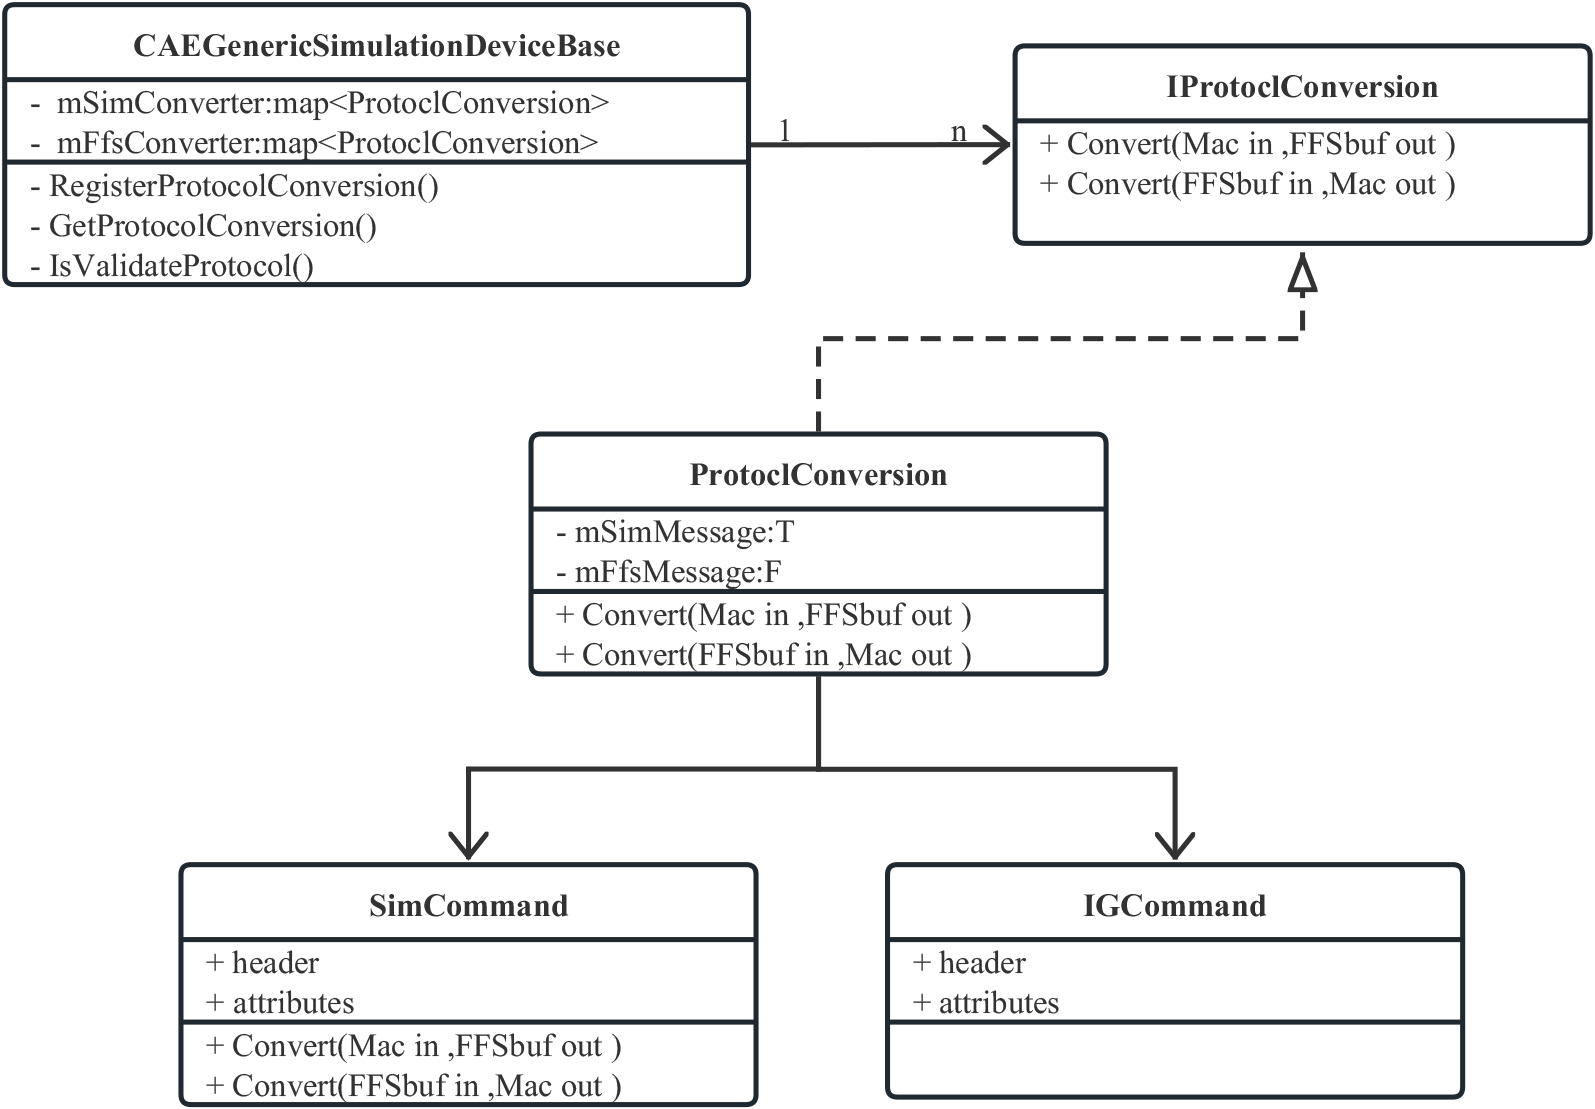 CAEGenericSimulationDeviceBase
- mSimConverter:map<ProtoclConversion>
- mFfsConverter:map<ProtoclConversion>
- RegisterProtocolConversion()
- GetProtocolConversion()
- IsValidateProtocol()
1
n
IProtoclConversion
+ Convert(Mac in ,FFSbuf out )
+ Convert(FFSbuf in ,Mac out )
ProtoclConversion
- mSimMessage:T
- mFfsMessage:F
+ Convert(Mac in ,FFSbuf out )
+ Convert(FFSbuf in ,Mac out )
SimCommand
+ header
+ attributes
+ Convert(Mac in ,FFSbuf out )
+ Convert(FFSbuf in ,Mac out )
IGCommand
+ header
+ attributes